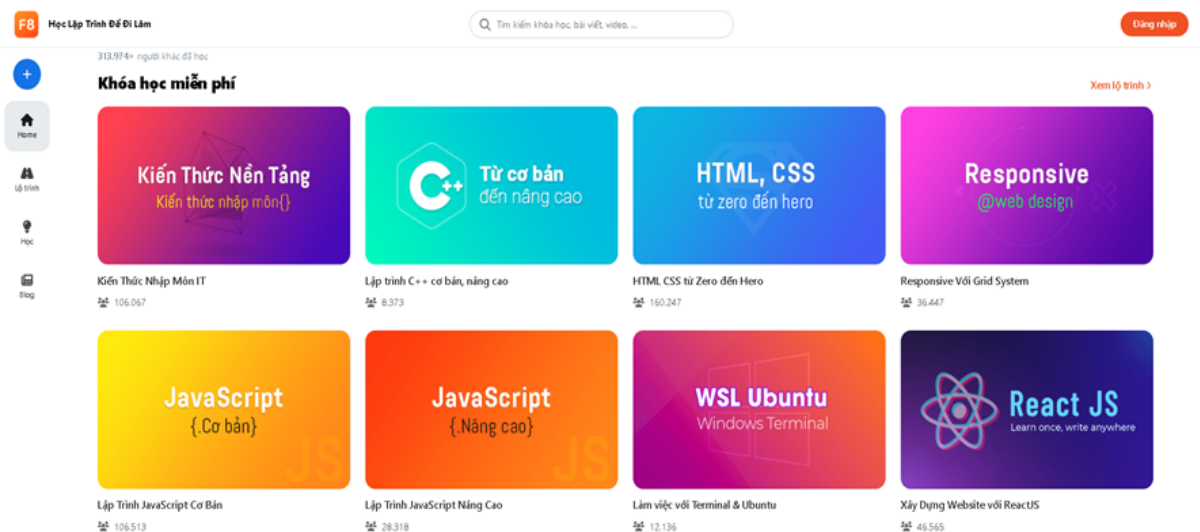 F8 Học Lập Trình Để Đi Làm
Tìm kiếm khóa học, bài viết, video, ...
Đăng nhập
313.974+ người khác đã học
Khóa học miễn phí
Xem lộ trình >
Home
Lộ trình
Học
Blog
Kiến Thức Nền Tảng
Kiến thức nhập môn{}
Kiến Thức Nhập Môn IT
106.067
C++
Từ cơ bản
đến nâng cao
Lập trình C++ cơ bản, nâng cao
8.373
HTML, CSS
từ zero đến hero
HTML CSS từ Zero đến Hero
160.247
Responsive
@web design
Responsive Với Grid System
36.447
JavaScript
{.Cơ bản}
JS
Lập Trình JavaScript Cơ Bản
106.513
JavaScript
{.Nâng cao}
JS
Lập Trình JavaScript Nâng Cao
28.318
WSL Ubuntu
Windows Terminal
Làm việc với Terminal & Ubuntu
12.136
React JS
Learn once, write anywhere
Xây Dựng Website với ReactJS
46.565